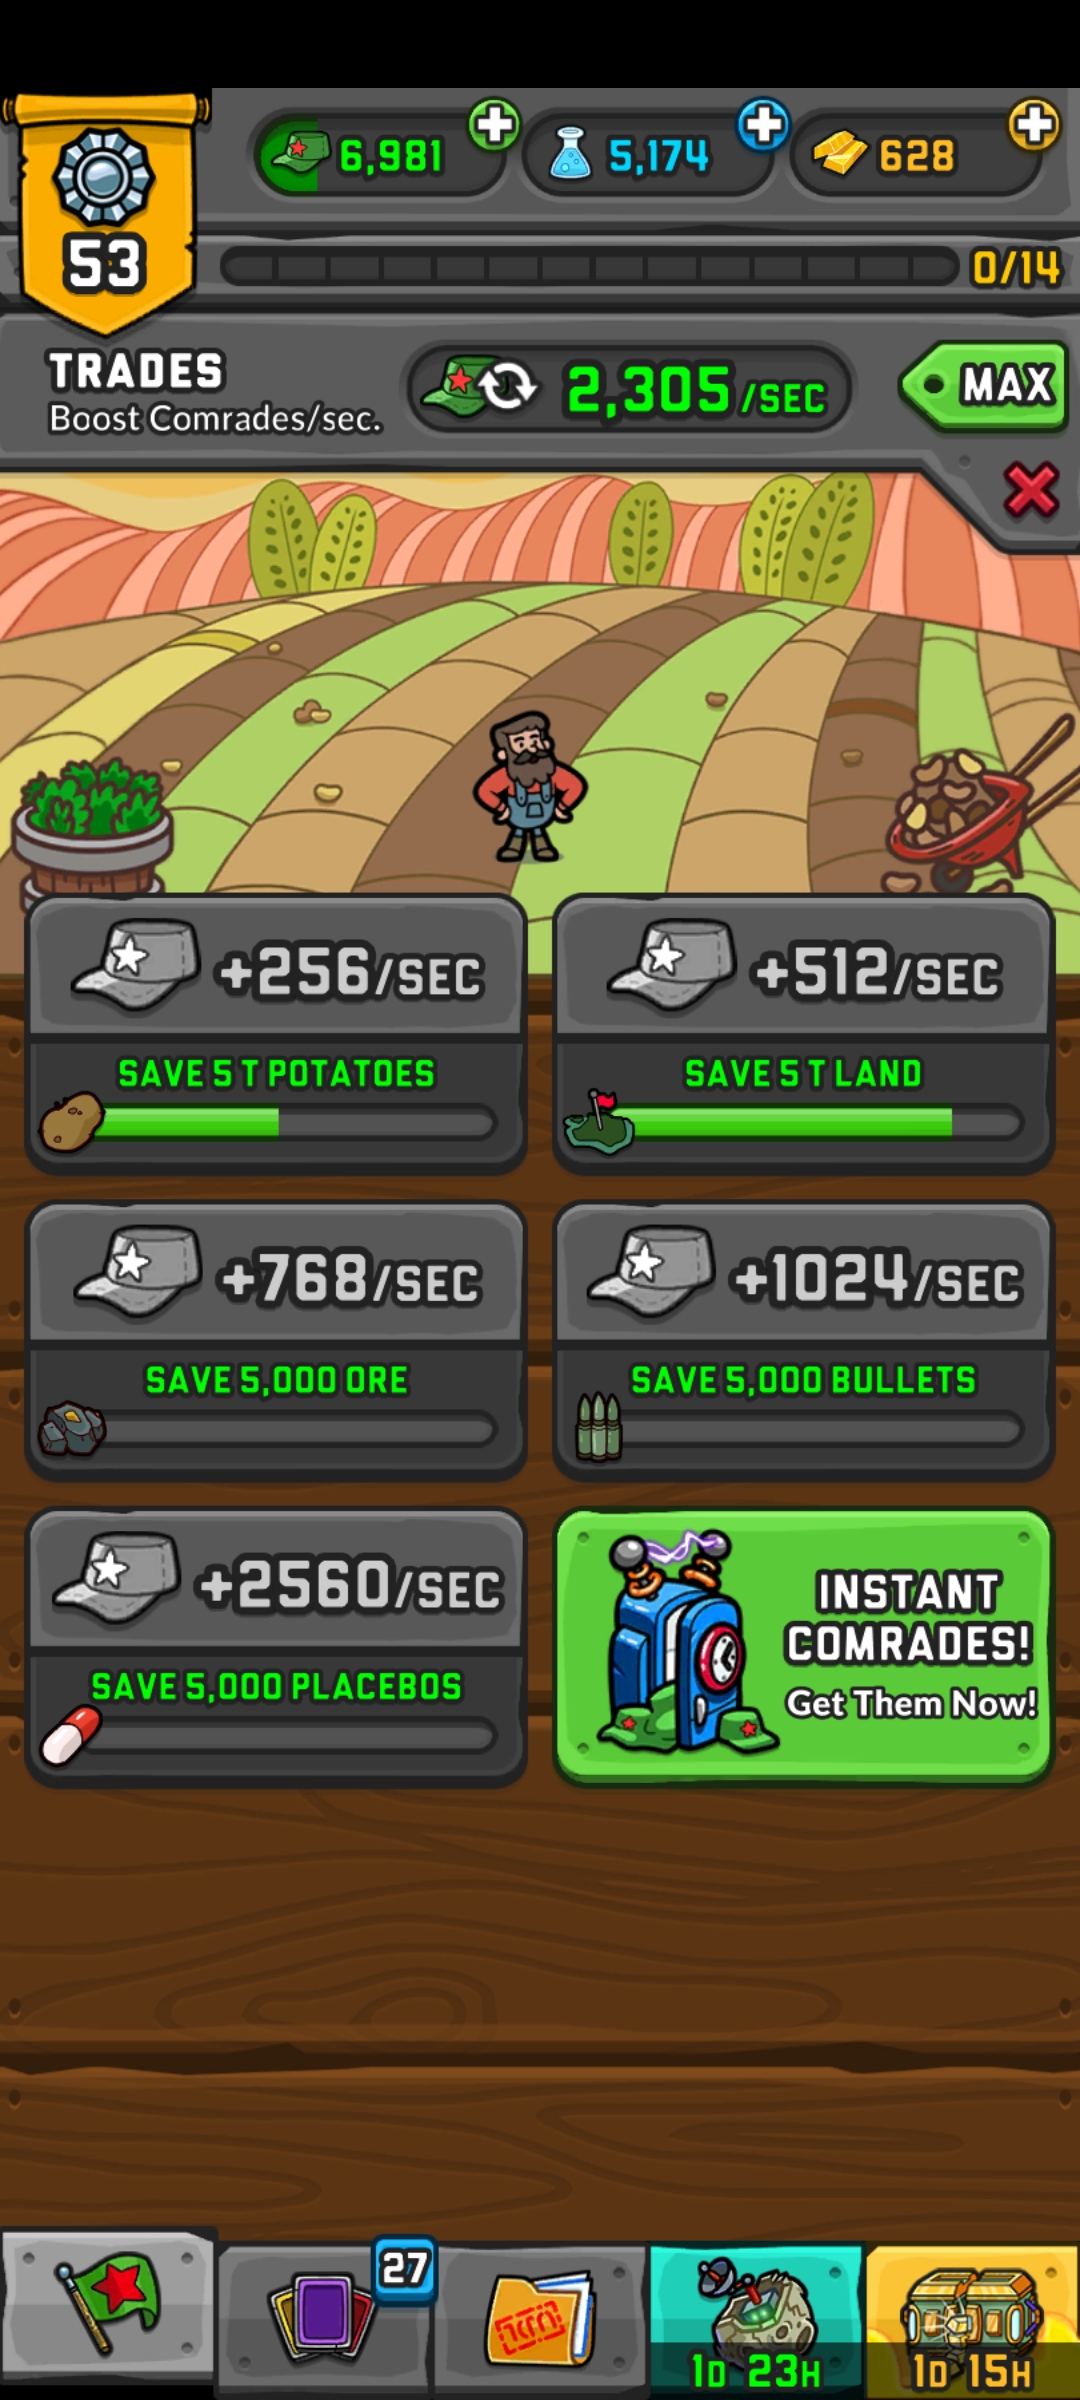 6,981
5,174
628
53
0/14
TRADES
Boost Comrades/sec.
2,305/SEC
MAX
+256/SEC
SAVE 5 T POTATOES
+512/SEC
SAVE 5 T LAND
+768/SEC
SAVE 5,000 ORE
+1024/SEC
SAVE 5,000 BULLETS
+2560/SEC
SAVE 5,000 PLACEBOS
INSTANT
COMRADES!
Get Them Now!
27
1D 23H
1D 15H